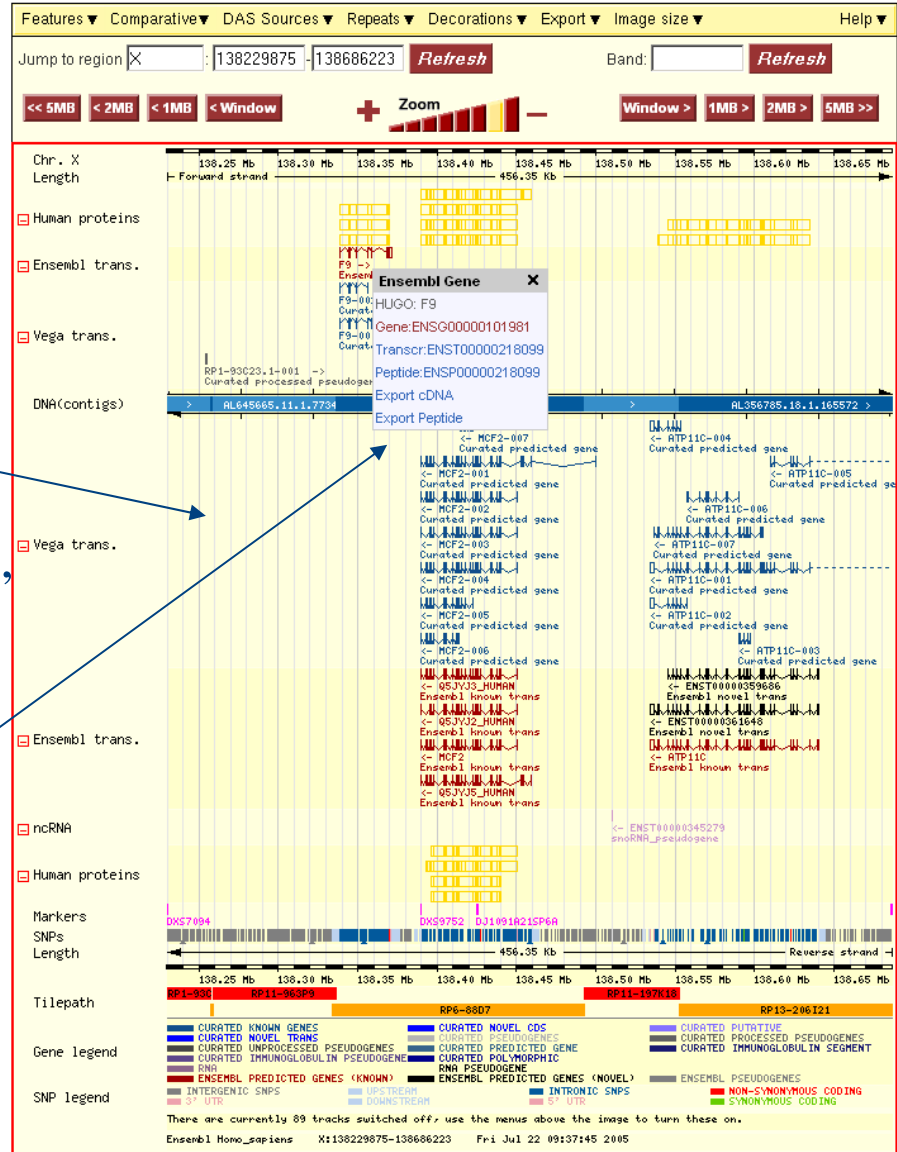 Features ▼ Comparative▼ DAS Sources ▼ Repeats ▼ Decorations ▼ Export ▼ Image size ▼ Help ▼
Jump to region X : 138229875 - 138686223 Refresh Band: Refresh
<< 5MB < 2MB < 1MB < Window + Zoom - Window > 1MB > 2MB > 5MB >>
Chr. X 138.25 Mb 138.30 Mb 138.35 Mb 138.40 Mb 138.45 Mb 138.50 Mb 138.55 Mb 138.60 Mb 138.65 Mb
Length Forward strand 456.35 Kb
Human proteins
Ensembl trans.
F9 ->
Ensembl Gene X
HUGO: F9
Gene:ENSG00000101981
Transcr:ENST00000218099
Peptide:ENSP00000218099
Export cDNA
Export Peptide
Vega trans.
RP1-93C23.1-001 ->
Curated processed pseudogen
DNA(contigs) > AL645665.11.1.7734 > AL356785.18.1.165572 >
<- MCF2-007 <- ATP11C-004
Curated predicted gene Curated predicted gene
<- MCF2-001 <- ATP11C-005
Curated predicted gene Curated predicted ge
<- MCF2-002 <- ATP11C-006
Curated predicted gene Curated predicted gene
Vega trans.
<- MCF2-003 <- ATP11C-007
Curated predicted gene Curated predicted gene
<- MCF2-004 <- ATP11C-001
Curated predicted gene Curated predicted gene
<- MCF2-005 <- ATP11C-002
Curated predicted gene Curated predicted gene
<- MCF2-006 <- ATP11C-003
Curated predicted gene Curated predicted gene
<- Q5JYJ3_HUMAN <- ENST00000359686
Ensembl known trans Ensembl novel trans
<- Q5JYJ2_HUMAN <- ENST00000361648
Ensembl known trans Ensembl novel trans
Ensembl trans.
<- MCF2 <- ATP11C
Ensembl known trans Ensembl known trans
<- Q5JYJ5_HUMAN
Ensembl known trans
ncRNA <- ENST00000345279
snoRNA_pseudogene
Human proteins
Markers
DXS7094 DXS9752 DJ1091A21SP6A
SNPs
Length 456.35 Kb Reverse strand
138.25 Mb 138.30 Mb 138.35 Mb 138.40 Mb 138.45 Mb 138.50 Mb 138.55 Mb 138.60 Mb 138.65 Mb
Tilepath RP1-93C RP11-963P9 RP11-197K18
RP6-88D7 RP13-206I21
Gene legend
CURATED KNOWN GENES CURATED NOVEL CDS CURATED PUTATIVE
CURATED NOVEL TRANS CURATED PSEUDOGENES CURATED PROCESSED PSEUDOGENES
CURATED UNPROCESSED PSEUDOGENES CURATED PREDICTED GENE CURATED IMMUNOGLOBULIN SEGMENT
CURATED IMMUNOGLOBULIN PSEUDOGENE CURATED POLYMORPHIC
RNA RNA PSEUDOGENE
ENSEMBL PREDICTED GENES (KNOWN) ENSEMBL PREDICTED GENES (NOVEL) ENSEMBL PSEUDOGENES
SNP legend
INTERGENIC SNPS UPSTREAM INTRONIC SNPS NON-SYNONYMOUS CODING
3' UTR DOWNSTREAM 5' UTR SYNONYMOUS CODING
There are currently 89 tracks switched off, use the menus above the image to turn these on.
Ensembl Homo_sapiens X:138229875-138686223 Fri Jul 22 09:37:45 2005